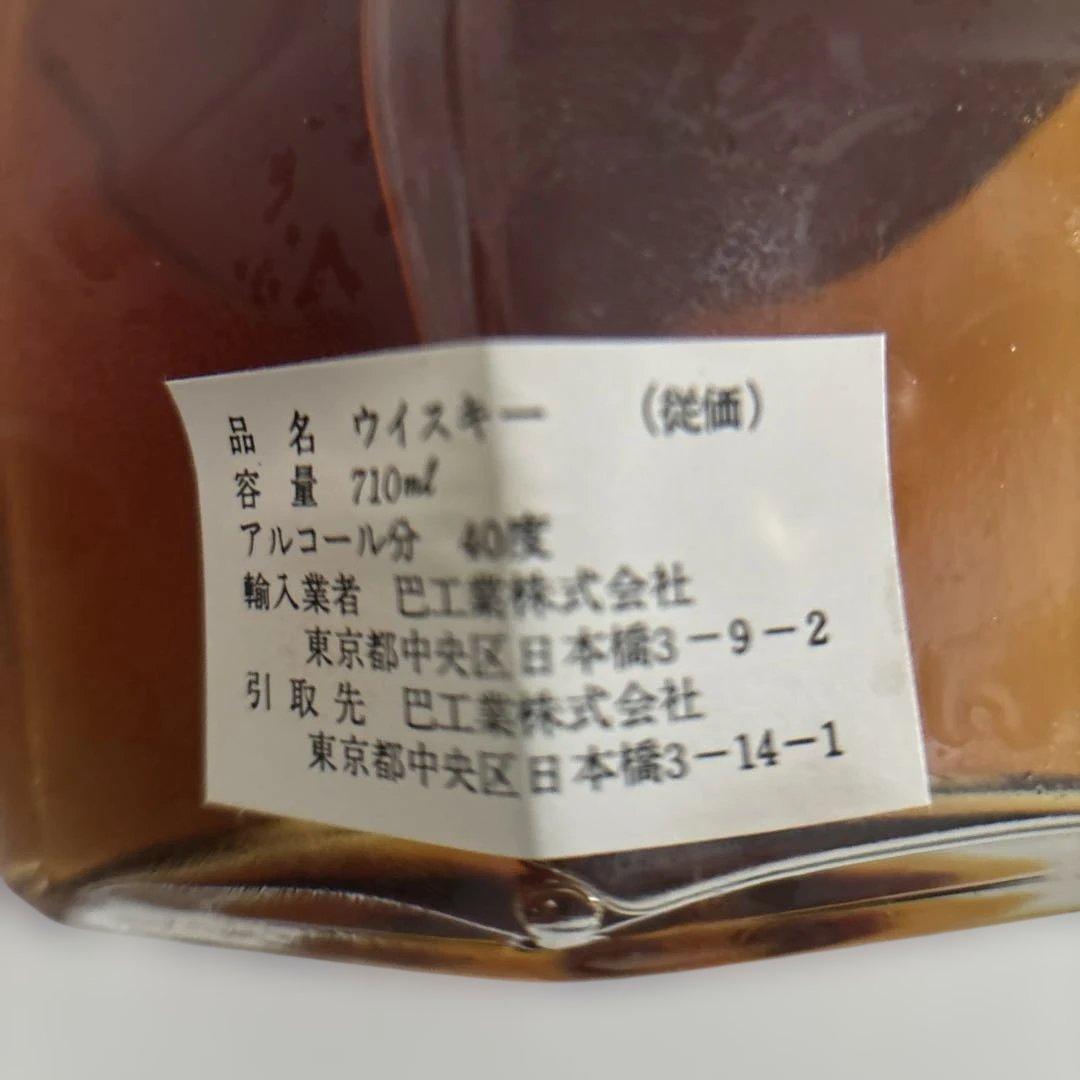 品名 ウイスキー (従価)
容量 710ml
アルコール分 40度
輸入業者 巴工業株式会社
東京都中央区日本橋3-9-2
引取先 巴工業株式会社
東京都中央区日本橋3-14-1